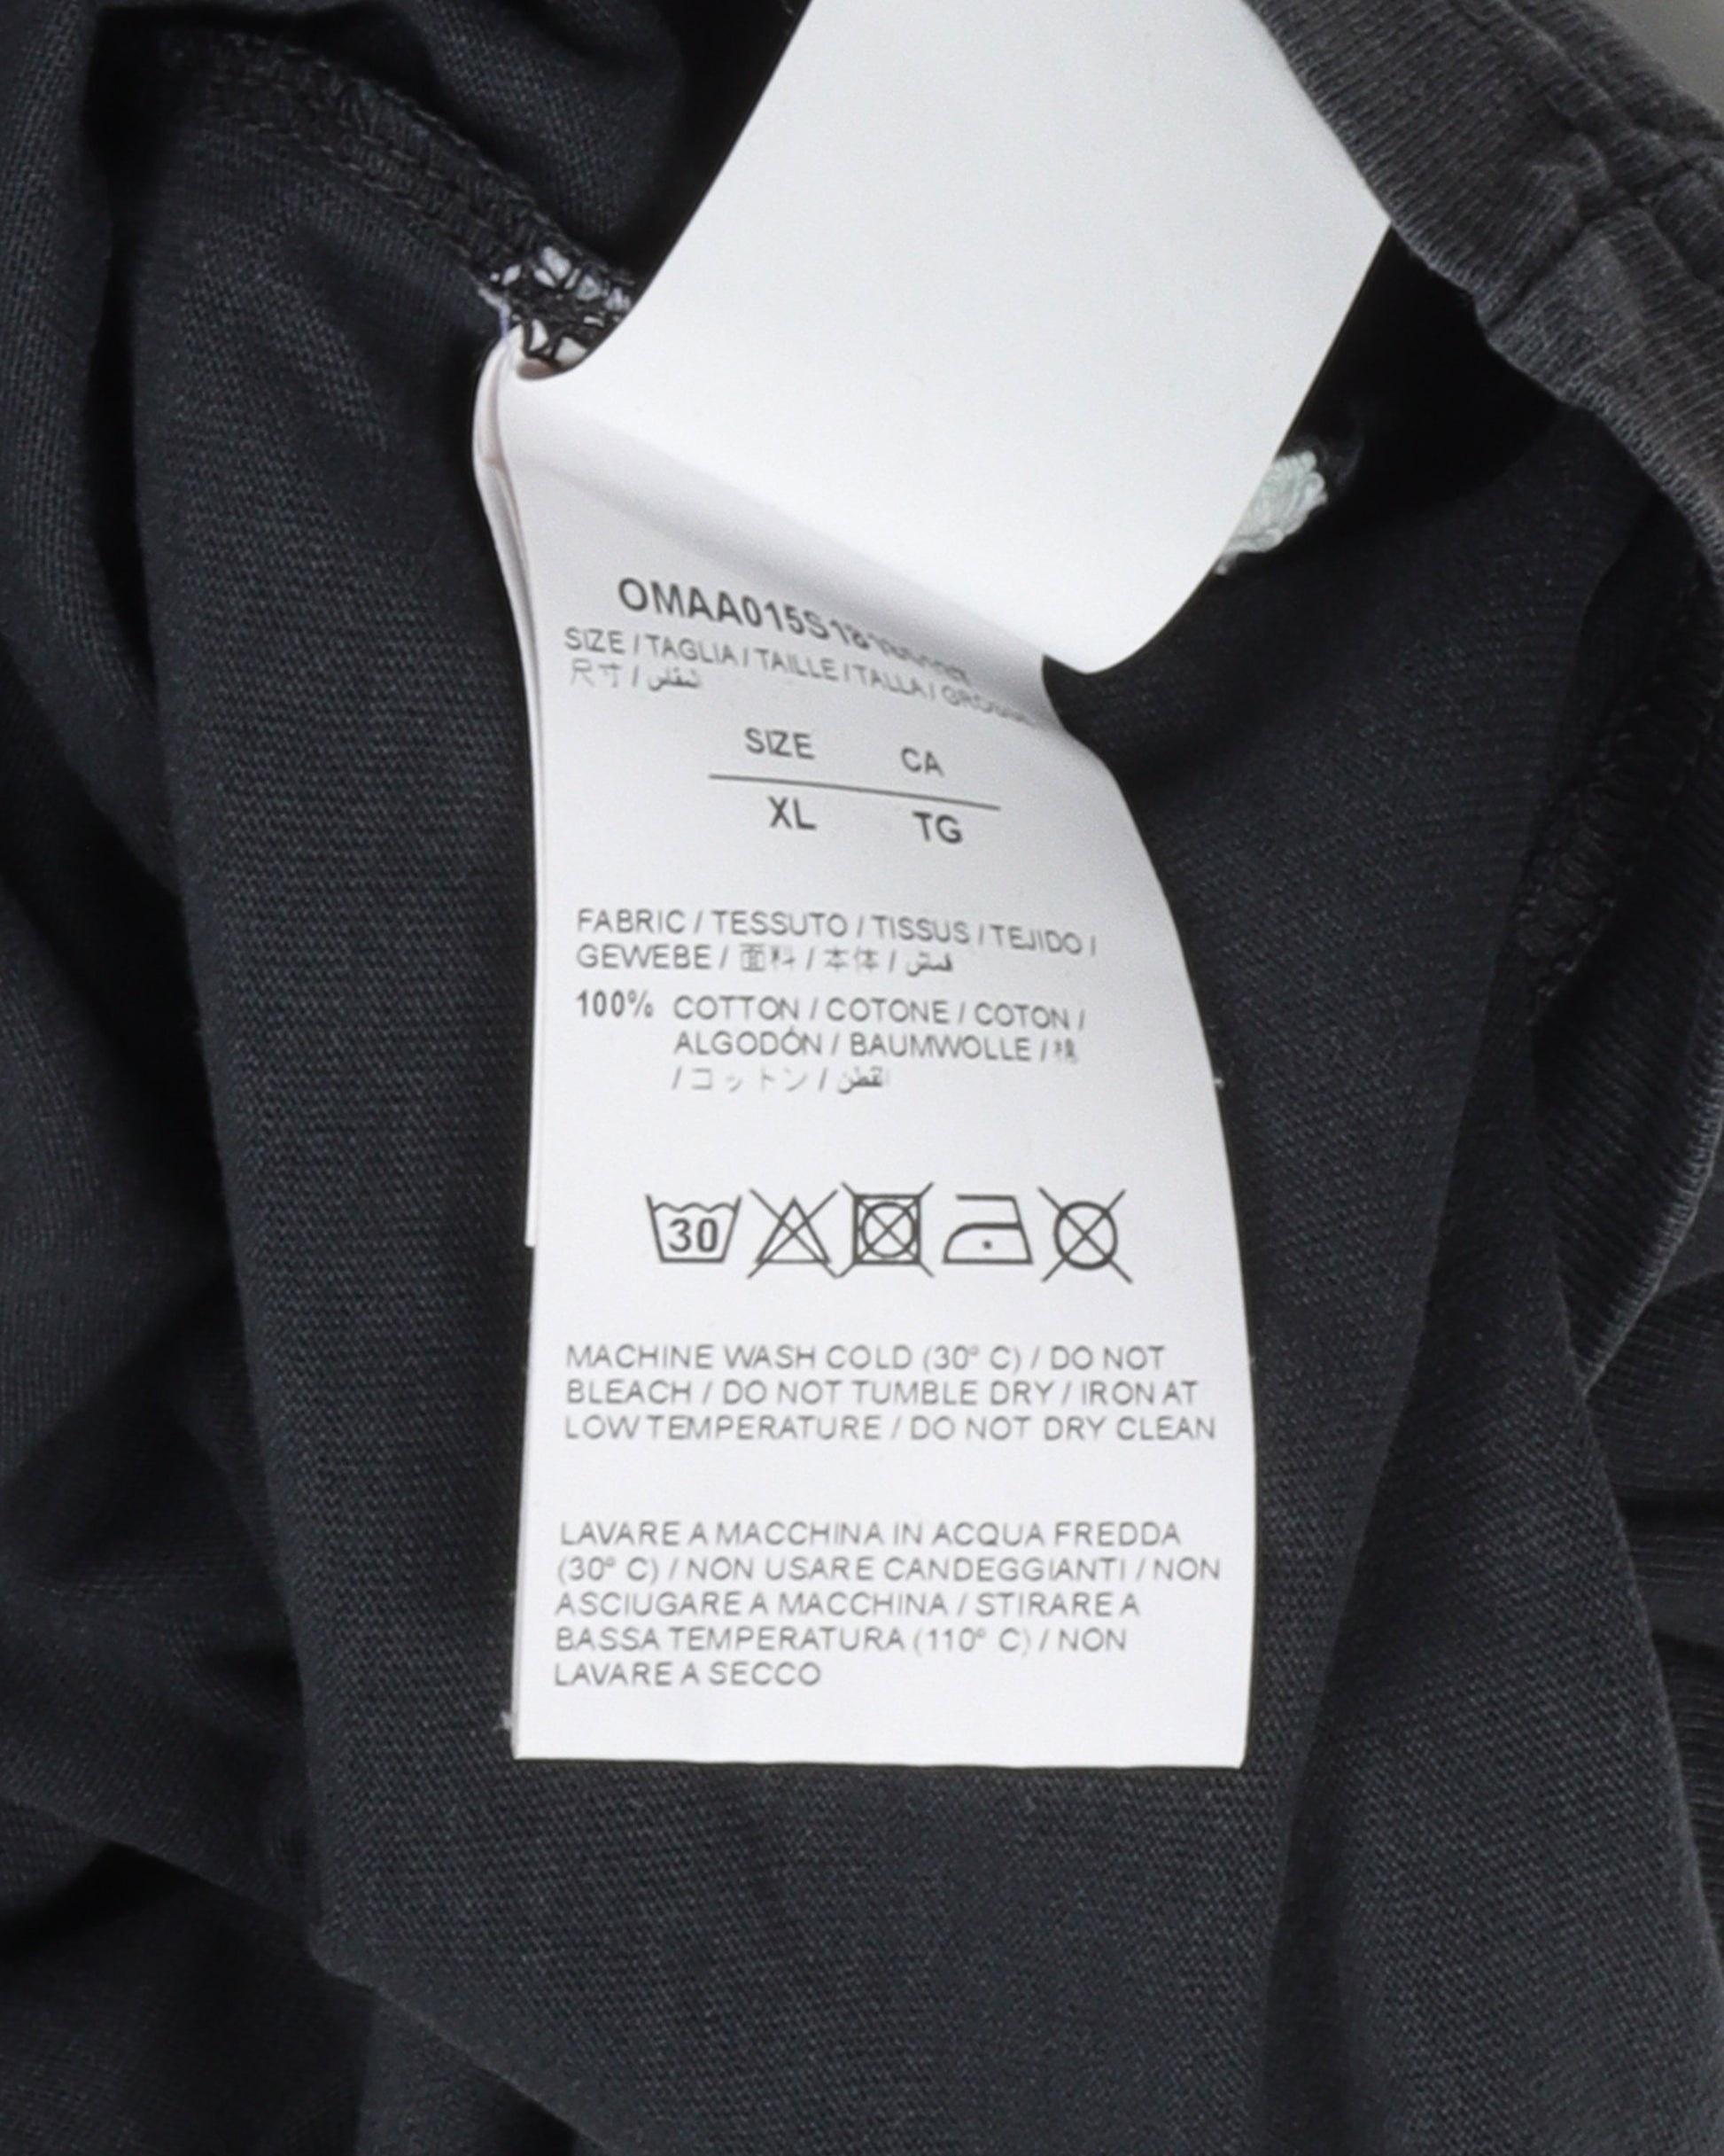 SIZE / TAGLIA / TAILLE / TALLA /
尺寸 /
SIZE CA
XL TG
FABRIC / TESSUTO / TISSUS / TEJIDO /
GEWEBE / 面料 / 本体 / قماش
100% COTTON / COTONE / COTON /
ALGODÓN / BAUMWOLLE / 棉
/ コットン / القطن
30
MACHINE WASH COLD (30° C) / DO NOT
BLEACH / DO NOT TUMBLE DRY / IRON AT
LOW TEMPERATURE / DO NOT DRY CLEAN
LAVARE A MACCHINA IN ACQUA FREDDA
(30° C) / NON USARE CANDEGGIANTI / NON
ASCIUGARE A MACCHINA / STIRARE A
BASSA TEMPERATURA (110° C) / NON
LAVARE A SECCO